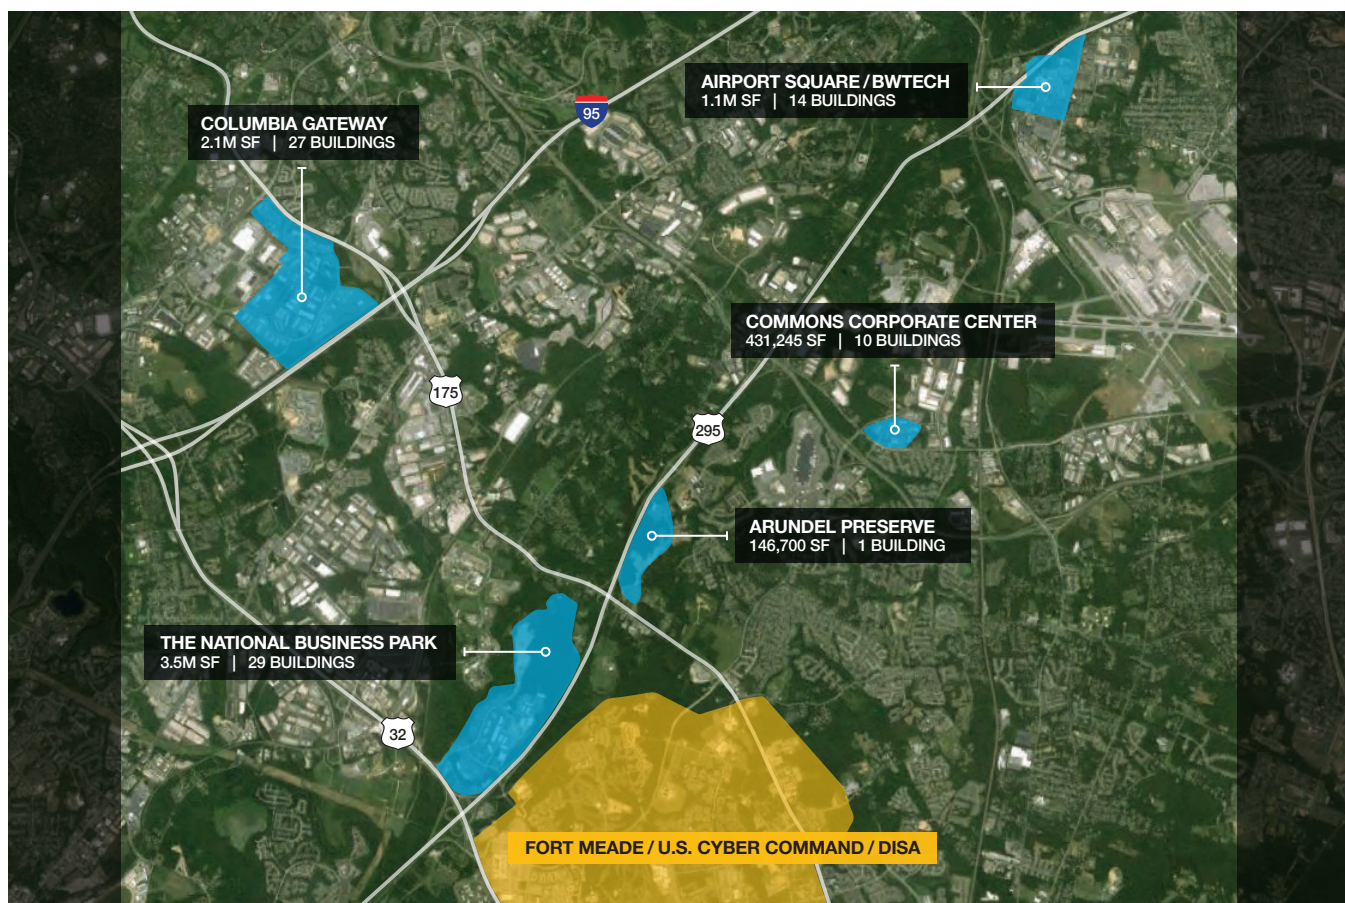 AIRPORT SQUARE / BWTECH
1.1M SF | 14 BUILDINGS
95
COLUMBIA GATEWAY
2.1M SF | 27 BUILDINGS
COMMONS CORPORATE CENTER
431,245 SF | 10 BUILDINGS
175
295
ARUNDEL PRESERVE
146,700 SF | 1 BUILDING
THE NATIONAL BUSINESS PARK
3.5M SF | 29 BUILDINGS
32
FORT MEADE / U.S. CYBER COMMAND / DISA